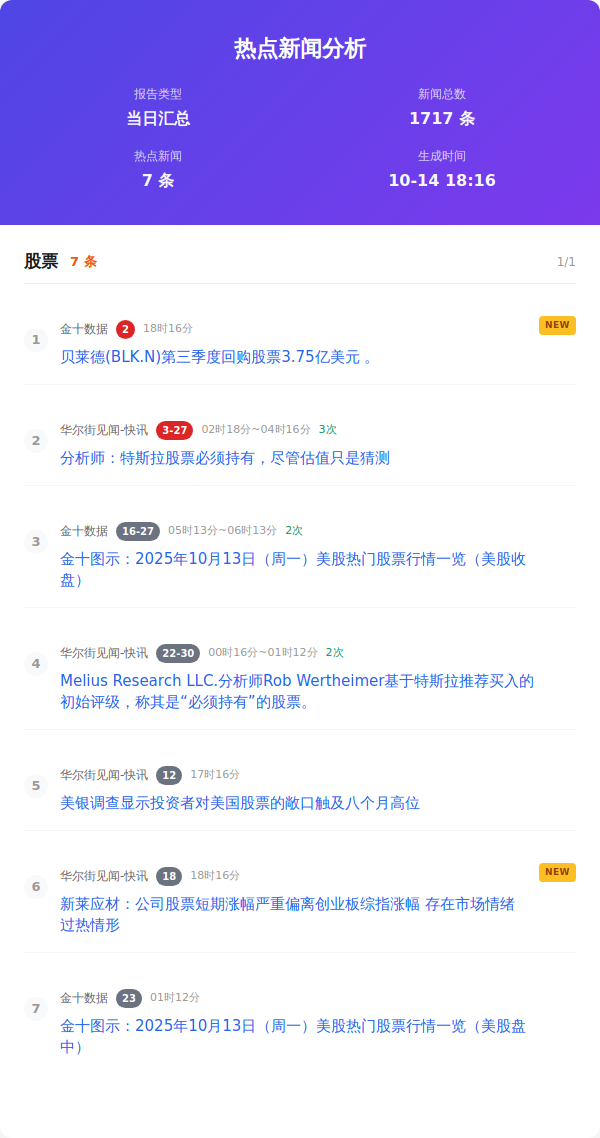 热点新闻分析
报告类型
新闻总数
当日汇总
1717 条
热点新闻
生成时间
7 条
10-14 18:16
股票 7 条 1/1
1 金十数据 2 18时16分 NEW
贝莱德(BLK.N)第三季度回购股票3.75亿美元 。
2 华尔街见闻-快讯 3-27 02时18分~04时16分 3次
分析师：特斯拉股票必须持有，尽管估值只是猜测
3 金十数据 16-27 05时13分~06时13分 2次
金十图示：2025年10月13日（周一）美股热门股票行情一览（美股收
盘）
4 华尔街见闻-快讯 22-30 00时16分~01时12分 2次
Melius Research LLC.分析师Rob Wertheimer基于特斯拉推荐买入的
初始评级，称其是“必须持有”的股票。
5 华尔街见闻-快讯 12 17时16分
美银调查显示投资者对美国股票的敞口触及八个月高位
6 华尔街见闻-快讯 18 18时16分 NEW
新莱应材：公司股票短期涨幅严重偏离创业板综指涨幅 存在市场情绪
过热情形
7 金十数据 23 01时12分
金十图示：2025年10月13日（周一）美股热门股票行情一览（美股盘
中）